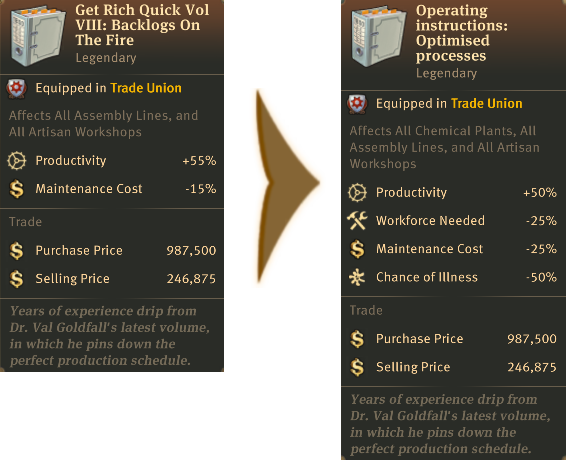 Get Rich Quick Vol
VIII: Backlogs On
The Fire
Legendary
Equipped in Trade Union
Affects All Assembly Lines, and
All Artisan Workshops
Productivity +55%
Maintenance Cost -15%
Trade
Purchase Price 987,500
Selling Price 246,875
Years of experience drip from
Dr. Val Goldfall's latest volume,
in which he pins down the
perfect production schedule.
Operating
instructions:
Optimised
processes
Legendary
Equipped in Trade Union
Affects All Chemical Plants, All
Assembly Lines, and All Artisan
Workshops
Productivity +50%
Workforce Needed -25%
Maintenance Cost -25%
Chance of Illness -50%
Trade
Purchase Price 987,500
Selling Price 246,875
Years of experience drip from
Dr. Val Goldfall's latest volume,
in which he pins down the
perfect production schedule.